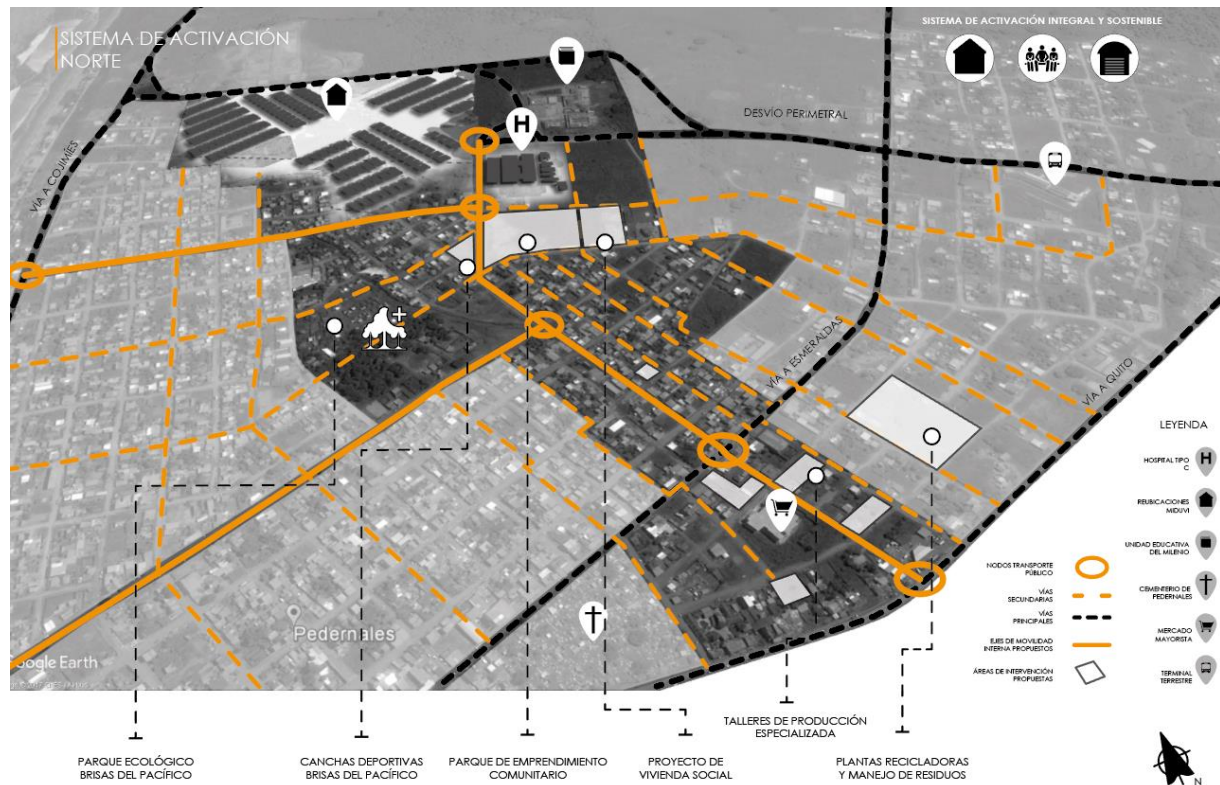 SISTEMA DE ACTIVACIÓN
NORTE
SISTEMA DE ACTIVACIÓN INTEGRAL Y SOSTENIBLE
H
DESVÍO PERIMETRAL
VÍA A COJIMÍES
VÍA A ESMERALDAS
VÍA A QUITO
Pedernales
Google Earth
LEYENDA
HOSPITAL TIPO
C
H
REUBICACIONES
MIDUVI
UNIDAD EDUCATIVA
DEL MILENIO
CEMENTERIO DE
PEDERNALES
MERCADO
MAYORISTA
TERMINAL
TERRESTRE
NODOS TRANSPORTE
PÚBLICO
VÍAS
SECUNDARIAS
VÍAS
PRINCIPALES
EJES DE MOVILIDAD
INTERNA PROPUESTOS
ÁREAS DE INTERVENCIÓN
PROPUESTAS
PARQUE ECOLÓGICO
BRISAS DEL PACÍFICO
CANCHAS DEPORTIVAS
BRISAS DEL PACÍFICO
PARQUE DE EMPRENDIMIENTO
COMUNITARIO
PROYECTO DE
VIVIENDA SOCIAL
TALLERES DE PRODUCCIÓN
ESPECIALIZADA
PLANTAS RECICLADORAS
Y MANEJO DE RESIDUOS
N